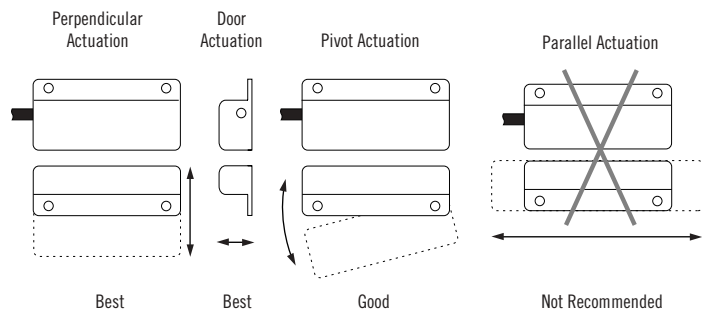 Perpendicular
Actuation
Door
Actuation
Pivot Actuation
Parallel Actuation
Best
Best
Good
Not Recommended